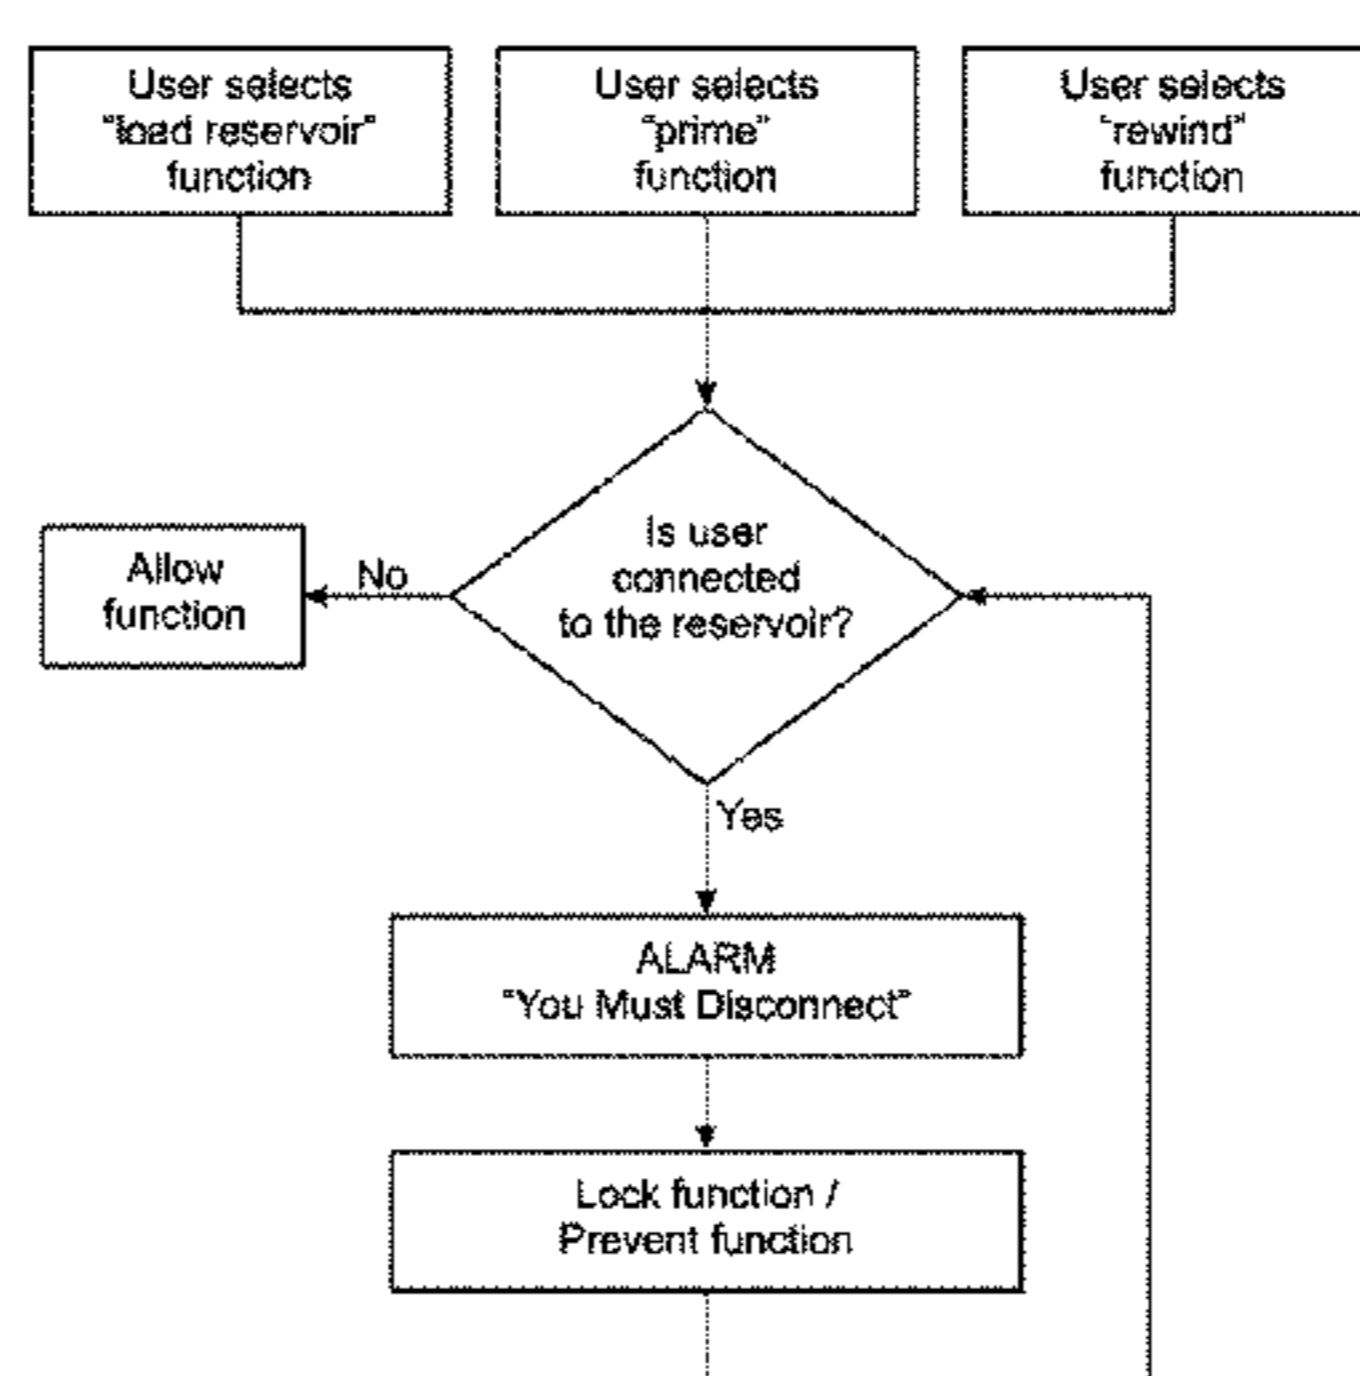 User selects
"load reservoir"
function
User selects
"prime"
function
User selects
"rewind"
function
Is user
connected
to the reservoir?
No
Allow
function
Yes
ALARM
"You Must Disconnect"
Lock function /
Prevent function